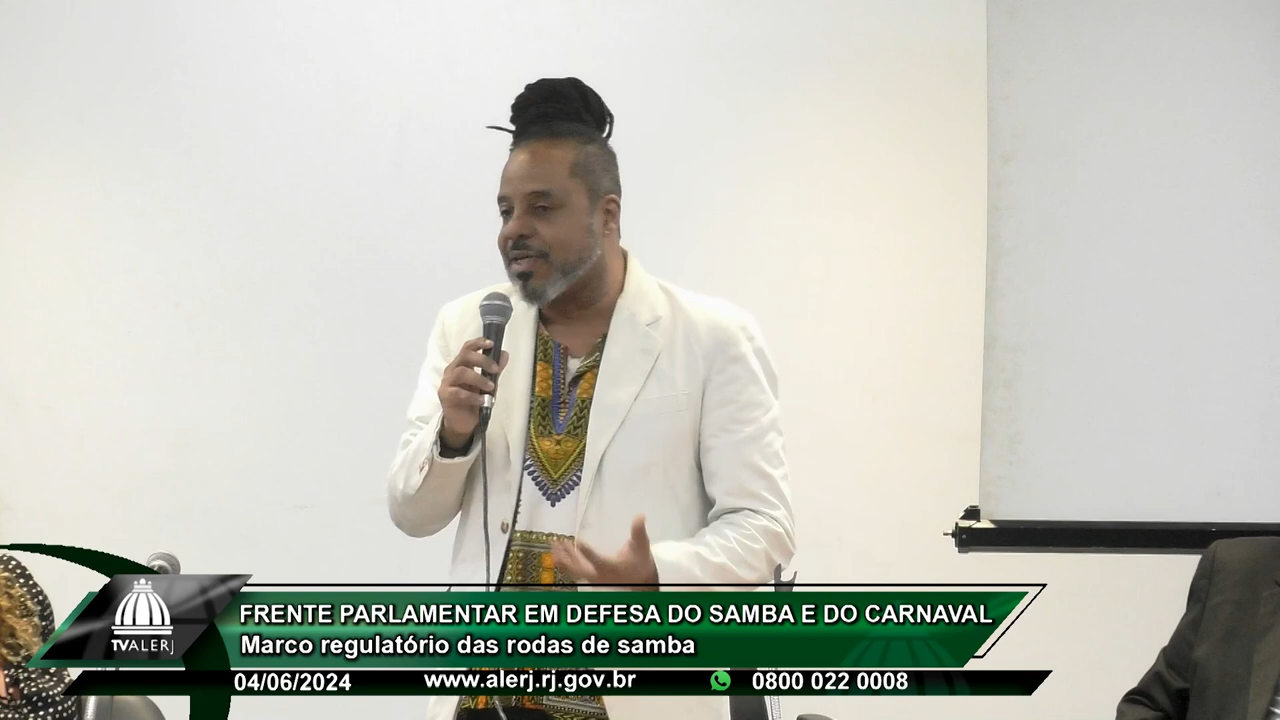 FRENTE PARLAMENTAR EM DEFESA DO SAMBA E DO CARNAVAL
Marco regulatório das rodas de samba
TVALERJ
04/06/2024 www.alerj.rj.gov.br 0800 022 0008